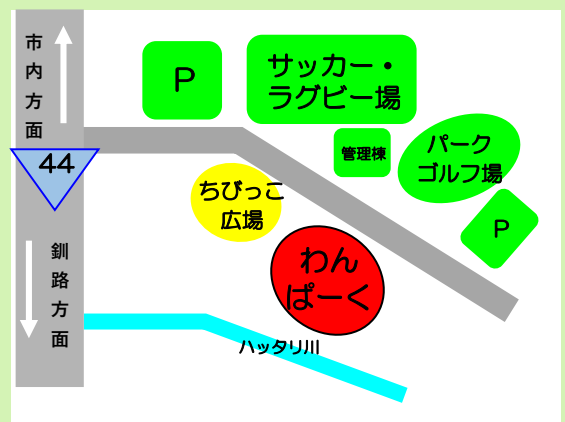 市内方面
P
サッカー・
ラグビー場
管理棟
パーク
ゴルフ場
44
ちびっこ
広場
P
わん
ぱーく
釧路方面
ハッタリ川